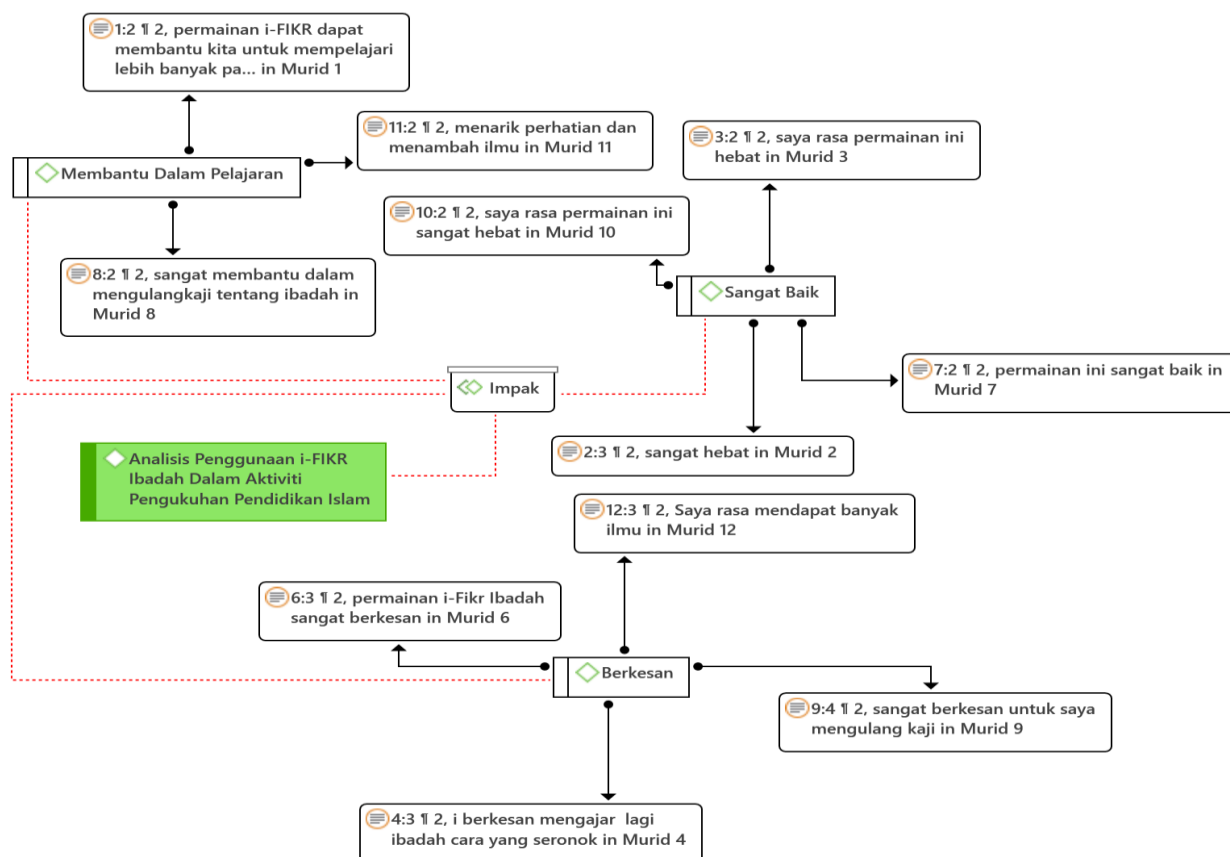 1:2 ¶ 2, permainan i-FIKR dapat
membantu kita untuk mempelajari
lebih banyak pa... in Murid 1
11:2 ¶ 2, menarik perhatian dan
menambah ilmu in Murid 11
3:2 ¶ 2, saya rasa permainan ini
hebat in Murid 3
Membantu Dalam Pelajaran
10:2 ¶ 2, saya rasa permainan ini
sangat hebat in Murid 10
8:2 ¶ 2, sangat membantu dalam
mengulangkaji tentang ibadah in
Murid 8
Sangat Baik
7:2 ¶ 2, permainan ini sangat baik in
Murid 7
Impak
2:3 ¶ 2, sangat hebat in Murid 2
Analisis Penggunaan i-FIKR
Ibadah Dalam Aktiviti
Pengukuhan Pendidikan Islam
12:3 ¶ 2, Saya rasa mendapat banyak
ilmu in Murid 12
6:3 ¶ 2, permainan i-Fikr Ibadah
sangat berkesan in Murid 6
Berkesan
9:4 ¶ 2, sangat berkesan untuk saya
mengulang kaji in Murid 9
4:3 ¶ 2, i berkesan mengajar  lagi
ibadah cara yang seronok in Murid 4